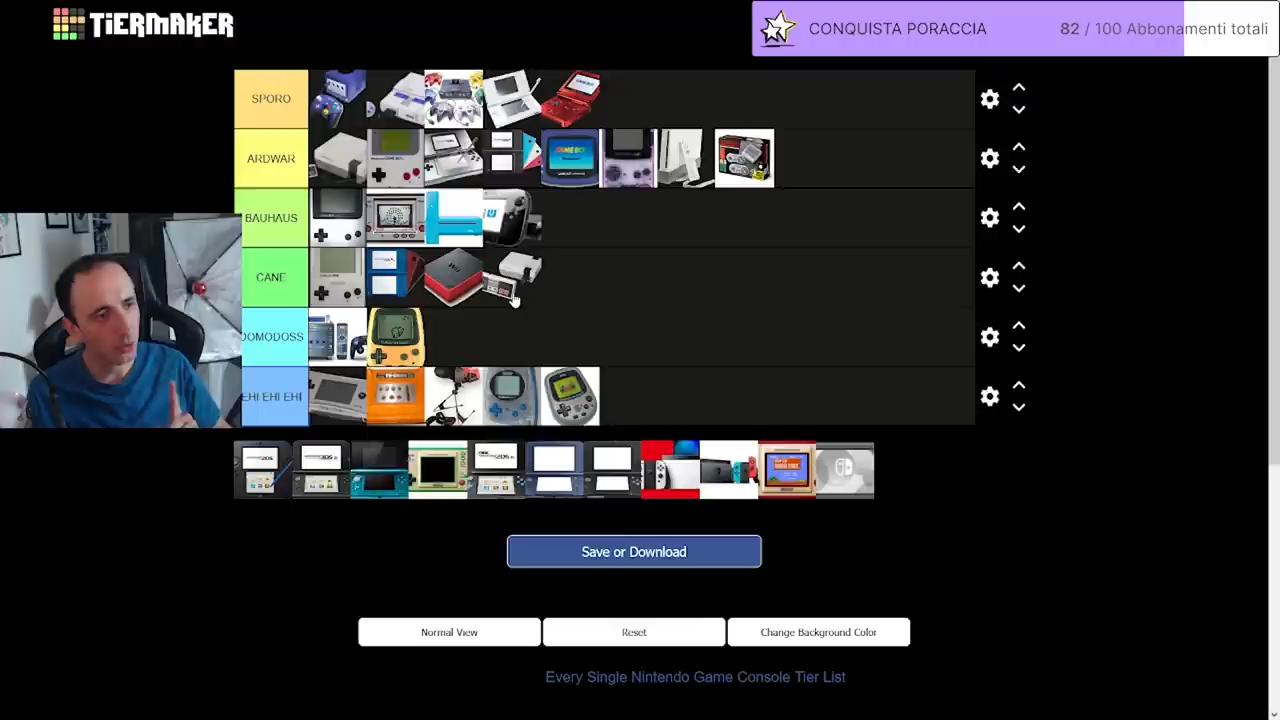 TiERMAKER
CONQUISTA PORACCIA
82 / 100 Abbonamenti totali
SPORO
ARDWAR
BAUHAUS
CANE
DOMODOSS
EHI EHI EHI
Save or Download
Normal View
Reset
Change Background Color
Every Single Nintendo Game Console Tier List